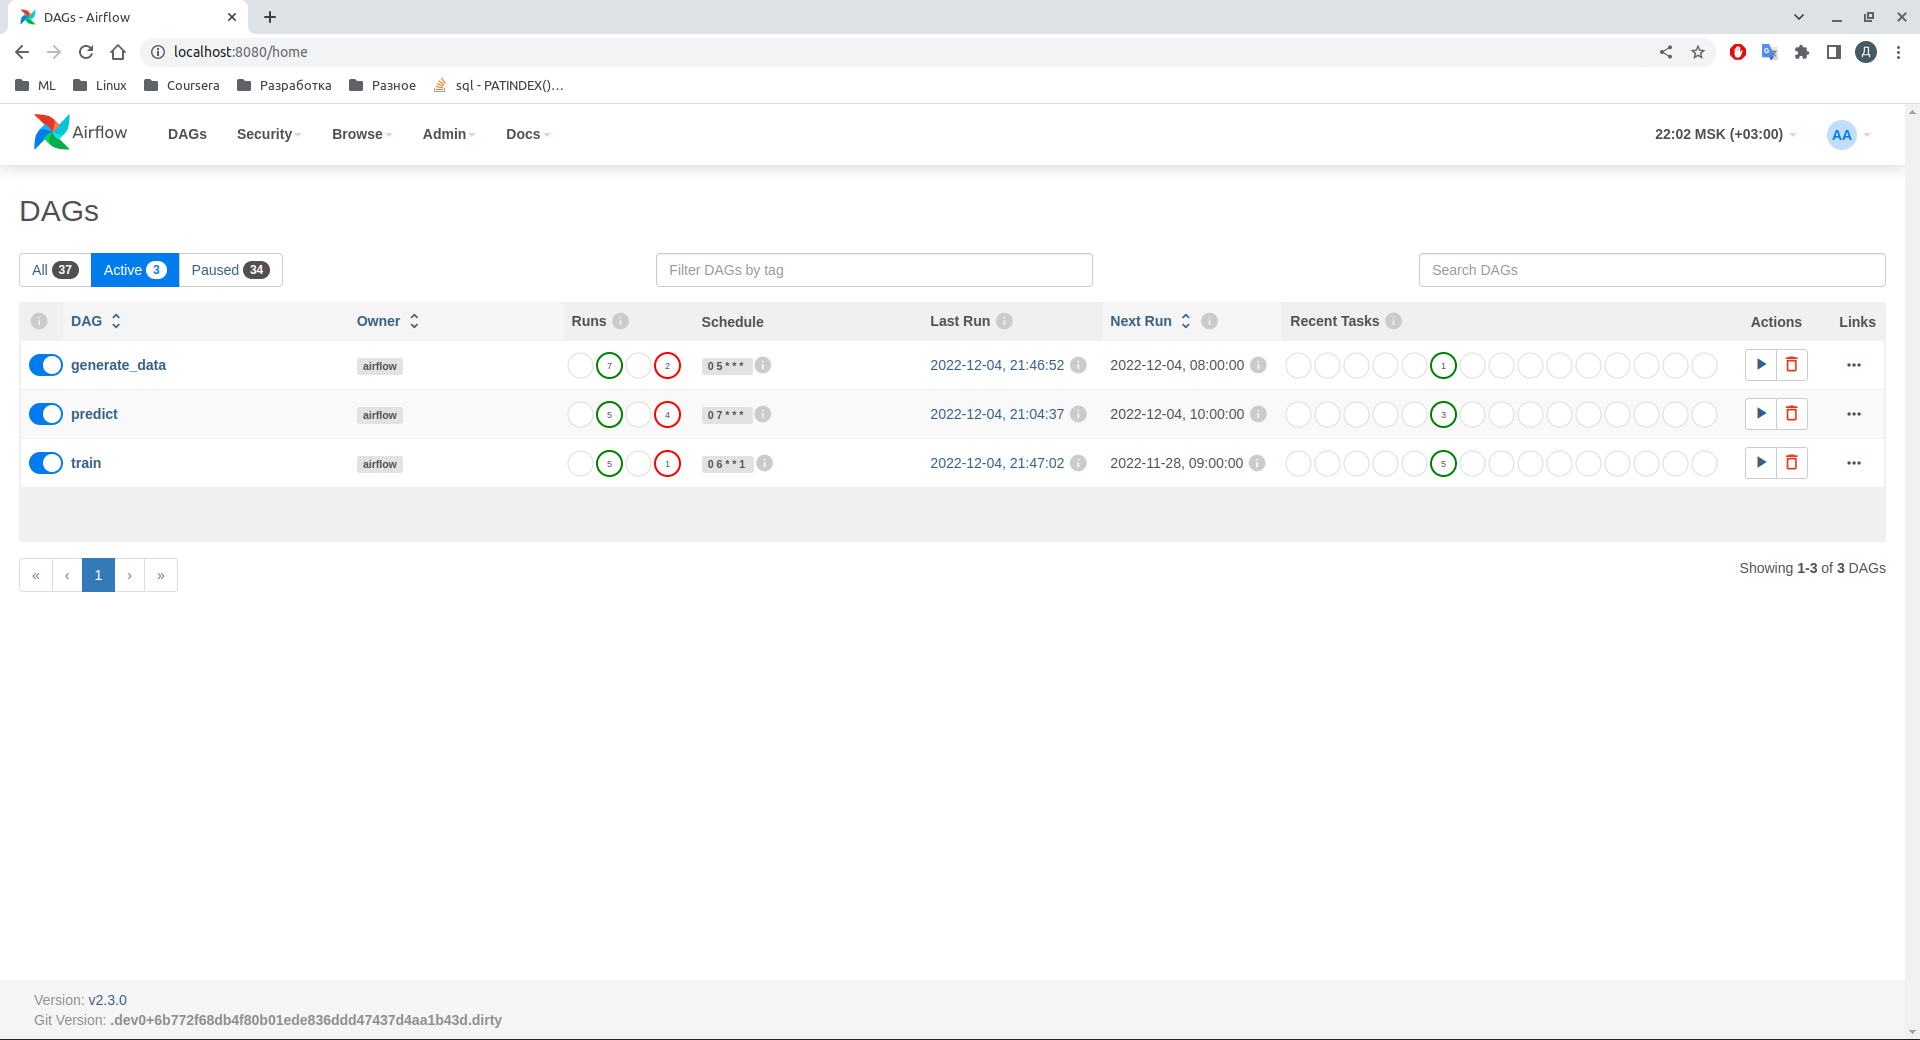 DAGs - Airflow
localhost:8080/home
Д
ML Linux Coursera Разработка Разное sql - PATINDEX()...
Airflow DAGs Security Browse Admin Docs 22:02 MSK (+03:00) AA
DAGs
All 37 Active 3 Paused 34 Filter DAGs by tag Search DAGs
DAG Owner Runs Schedule Last Run Next Run Recent Tasks Actions Links
generate_data airflow 7 2 0 5 * * * 2022-12-04, 21:46:52 2022-12-04, 08:00:00 1
predict airflow 5 4 0 7 * * * 2022-12-04, 21:04:37 2022-12-04, 10:00:00 3
train airflow 5 1 0 6 * * 1 2022-12-04, 21:47:02 2022-11-28, 09:00:00 5
« ‹ 1 › » Showing 1-3 of 3 DAGs
Version: v2.3.0
Git Version: .dev0+6b772f68db4f80b01ede836ddd47437d4aa1b43d.dirty